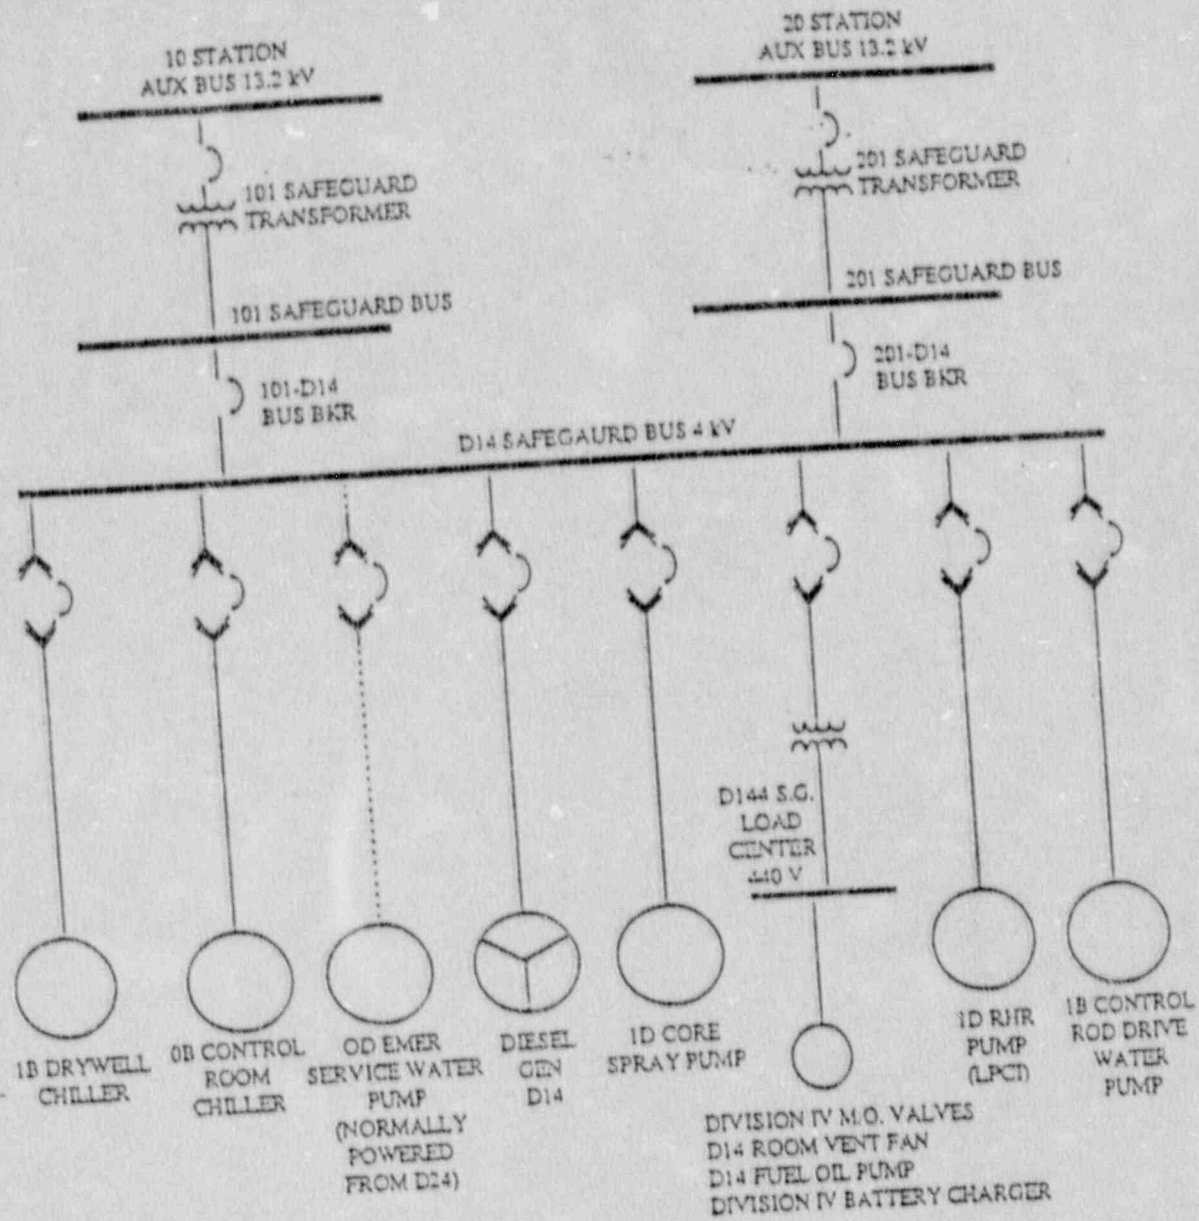 10 STATION
AUX BUS 13.2 kV
20 STATION
AUX BUS 13.2 kV
101 SAFEGUARD
TRANSFORMER
201 SAFEGUARD
TRANSFORMER
101 SAFEGUARD BUS
201 SAFEGUARD BUS
101-D14
BUS BKR
201-D14
BUS BKR
D14 SAFEGAURD BUS 4 kV
D144 S.G.
LOAD
CENTER
440 V
1B DRYWELL
CHILLER
0B CONTROL
ROOM
CHILLER
OD EMER
SERVICE WATER
PUMP
(NORMALLY
POWERED
FROM D24)
DIESEL
GEN
D14
1D CORE
SPRAY PUMP
DIVISION IV M.O. VALVES
D14 ROOM VENT FAN
D14 FUEL OIL PUMP
DIVISION IV BATTERY CHARGER
1D RHR
PUMP
(LPCI)
1B CONTROL
ROD DRIVE
WATER
PUMP